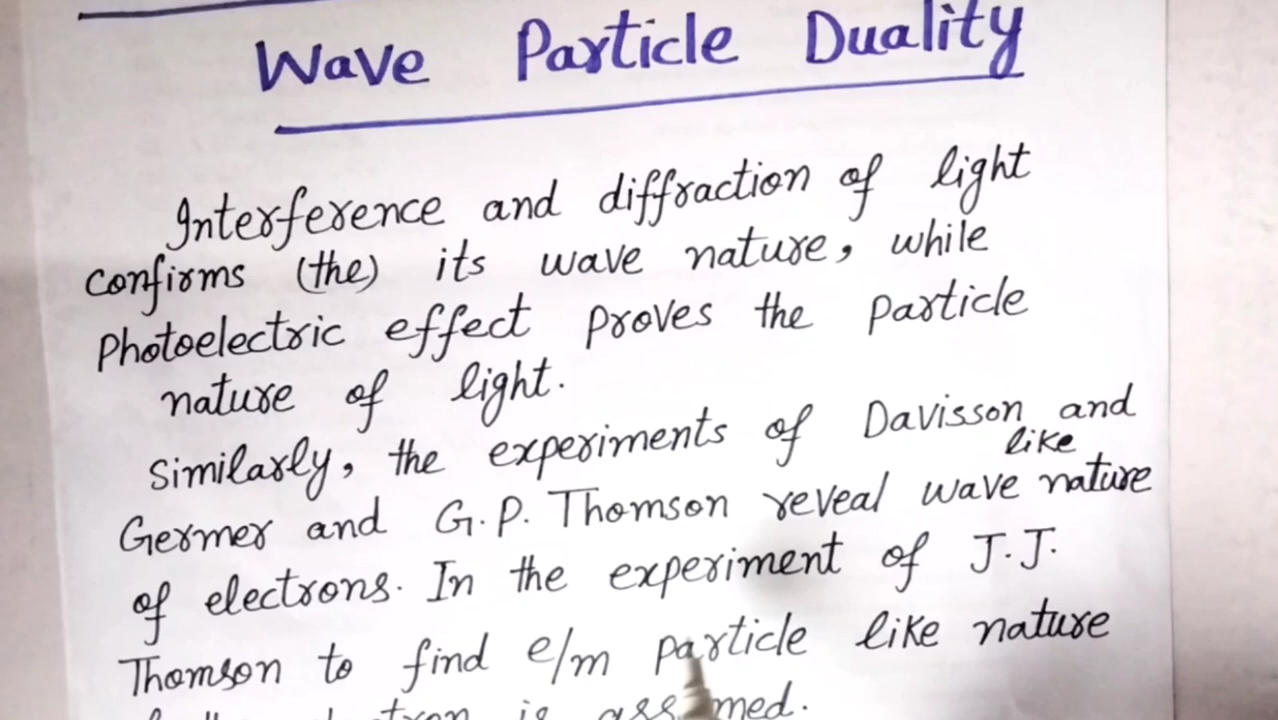 Wave Particle Duality
Interference and diffraction of light
confirms (the) its wave nature, while
Photoelectric effect proves the particle
nature of light.
Similarly, the experiments of Davisson and
like
Germer and G.P. Thomson reveal wave nature
of electrons. In the experiment of J.J.
Thomson to find e/m particle like nature
is